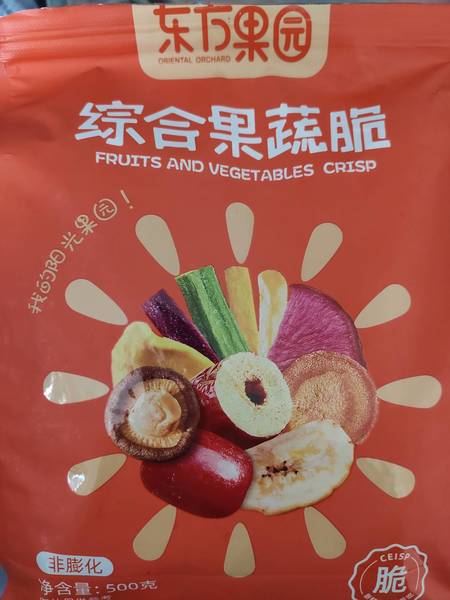 东方果园
ORIENTAL ORCHARD
综合果蔬脆
FRUITS AND VEGETABLES CRISP
我的阳光果园！
非膨化
净含量：500克
CEISP
脆